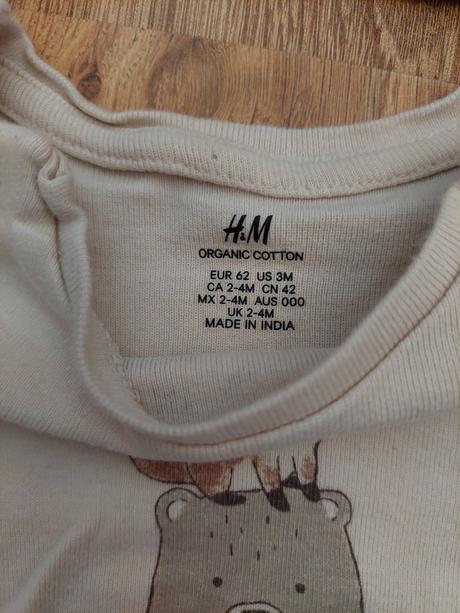 H&M
ORGANIC COTTON
EUR 62 US 3M
CA 2-4M CN 42
MX 2-4M AUS 000
UK 2-4M
MADE IN INDIA